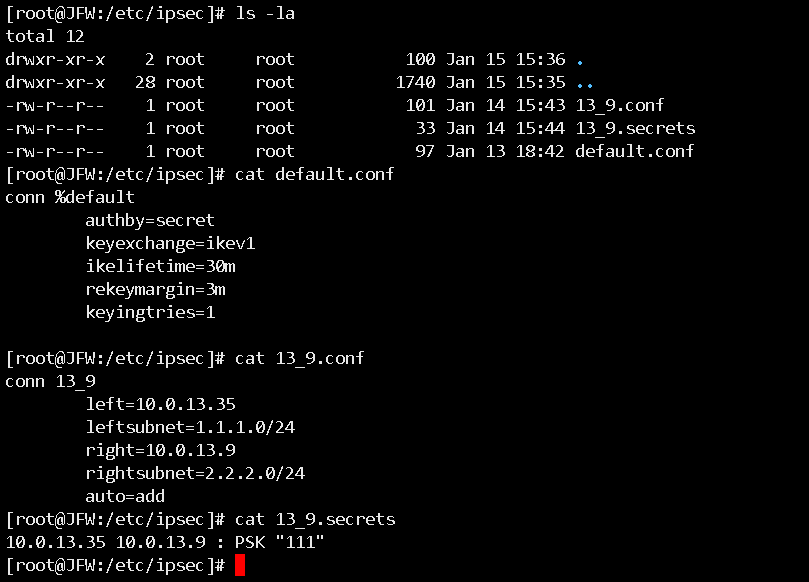 [root@JFW:/etc/ipsec]# ls -la
total 12
drwxr-xr-x    2 root     root           100 Jan 15 15:36 .
drwxr-xr-x   28 root     root          1740 Jan 15 15:35 ..
-rw-r--r--    1 root     root           101 Jan 14 15:43 13_9.conf
-rw-r--r--    1 root     root            33 Jan 14 15:44 13_9.secrets
-rw-r--r--    1 root     root            97 Jan 13 18:42 default.conf
[root@JFW:/etc/ipsec]# cat default.conf
conn %default
        authby=secret
        keyexchange=ikev1
        ikelifetime=30m
        rekeymargin=3m
        keyingtries=1

[root@JFW:/etc/ipsec]# cat 13_9.conf
conn 13_9
        left=10.0.13.35
        leftsubnet=1.1.1.0/24
        right=10.0.13.9
        rightsubnet=2.2.2.0/24
        auto=add
[root@JFW:/etc/ipsec]# cat 13_9.secrets
10.0.13.35 10.0.13.9 : PSK "111"
[root@JFW:/etc/ipsec]#